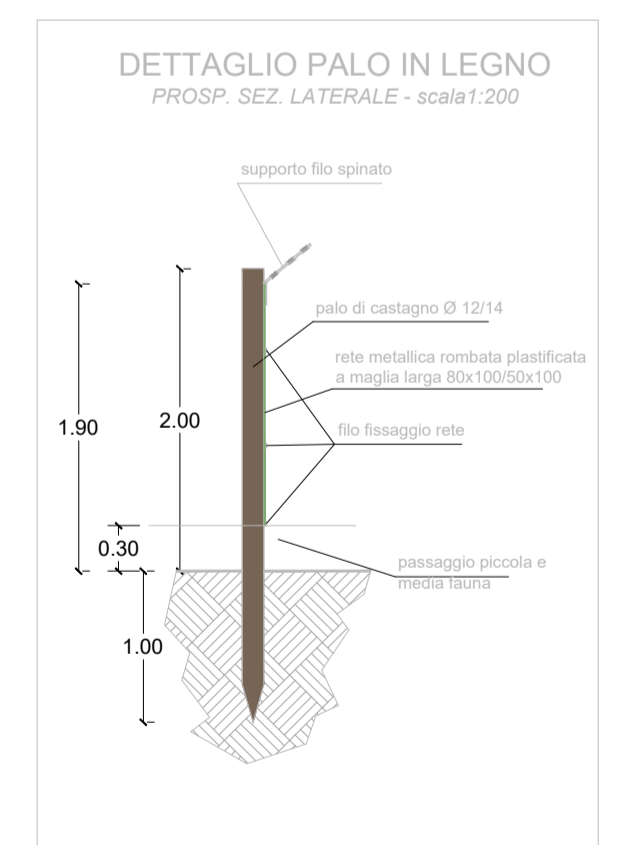 DETTAGLIO PALO IN LEGNO
PROSP. SEZ. LATERALE - scala1:200
supporto filo spinato
palo di castagno Ø 12/14
rete metallica rombata plastificata
a maglia larga 80x100/50x100
1.90
2.00
filo fissaggio rete
0.30
passaggio piccola e
media fauna
1.00